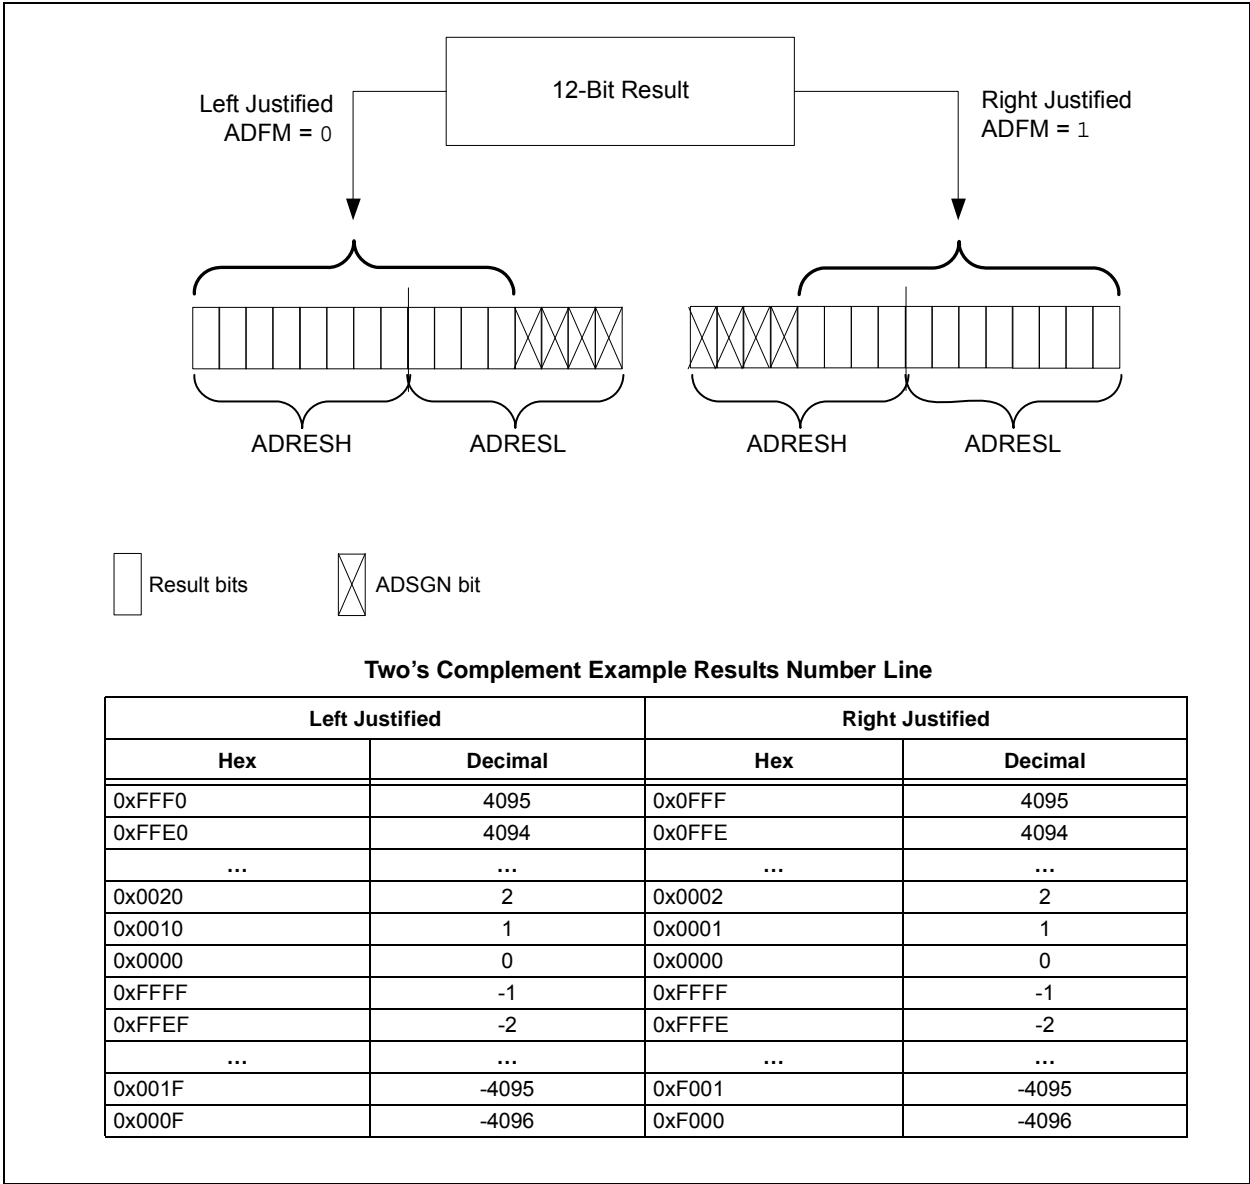 12-Bit Result
Left Justified
ADFM = 0
Right Justified
ADFM = 1
ADRESH
ADRESL
ADRESH
ADRESL
Result bits
ADSGN bit
Two's Complement Example Results Number Line
Left Justified Right Justified
Hex Decimal Hex Decimal
0xFFF0 4095 0x0FFF 4095
0xFFE0 4094 0x0FFE 4094
... ... ... ...
0x0020 2 0x0002 2
0x0010 1 0x0001 1
0x0000 0 0x0000 0
0xFFFF -1 0xFFFF -1
0xFFEF -2 0xFFFE -2
... ... ... ...
0x001F -4095 0xF001 -4095
0x000F -4096 0xF000 -4096